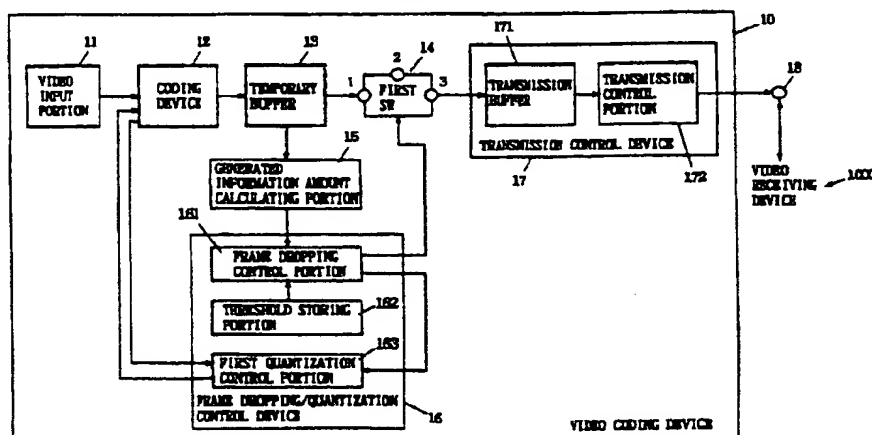 10
11
12
13
2
14
171
18
VIDEO
INPUT
PORTION
CODING
DEVICE
TEMPORARY
BUFFER
1
FIRST
SW
3
TRANSMISSION
BUFFER
TRANSMISSION
CONTROL
PORTION
TRANSMISSION CONTROL DEVICE
17
172
VIDEO
RECEIVING
DEVICE
1000
15
GENERATED
INFORMATION AMOUNT
CALCULATING PORTION
161
FRAME DROPPING
CONTROL PORTION
162
THRESHOLD STORING
PORTION
163
FIRST QUANTIZATION
CONTROL PORTION
FRAME DROPPING/QUANTIZATION
CONTROL DEVICE
16
VIDEO CODING DEVICE